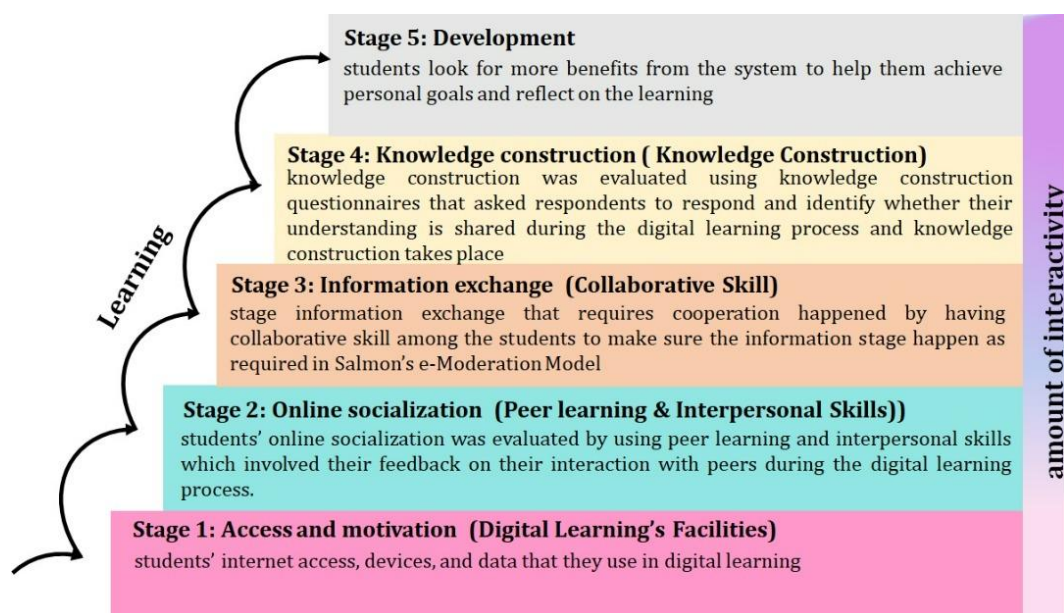 Stage 5: Development
students look for more benefits from the system to help them achieve
personal goals and reflect on the learning
Stage 4: Knowledge construction ( Knowledge Construction)
knowledge construction was evaluated using knowledge construction
questionnaires that asked respondents to respond and identify whether their
understanding is shared during the digital learning process and knowledge
construction takes place
Stage 3: Information exchange (Collaborative Skill)
stage information exchange that requires cooperation happened by having
collaborative skill among the students to make sure the information stage happen as
required in Salmon's e-Moderation Model
Stage 2: Online socialization (Peer learning & Interpersonal Skills))
students' online socialization was evaluated by using peer learning and interpersonal skills
which involved their feedback on their interaction with peers during the digital learning
process.
Stage 1: Access and motivation (Digital Learning's Facilities)
students' internet access, devices, and data that they use in digital learning
Learning
amount of interactivity